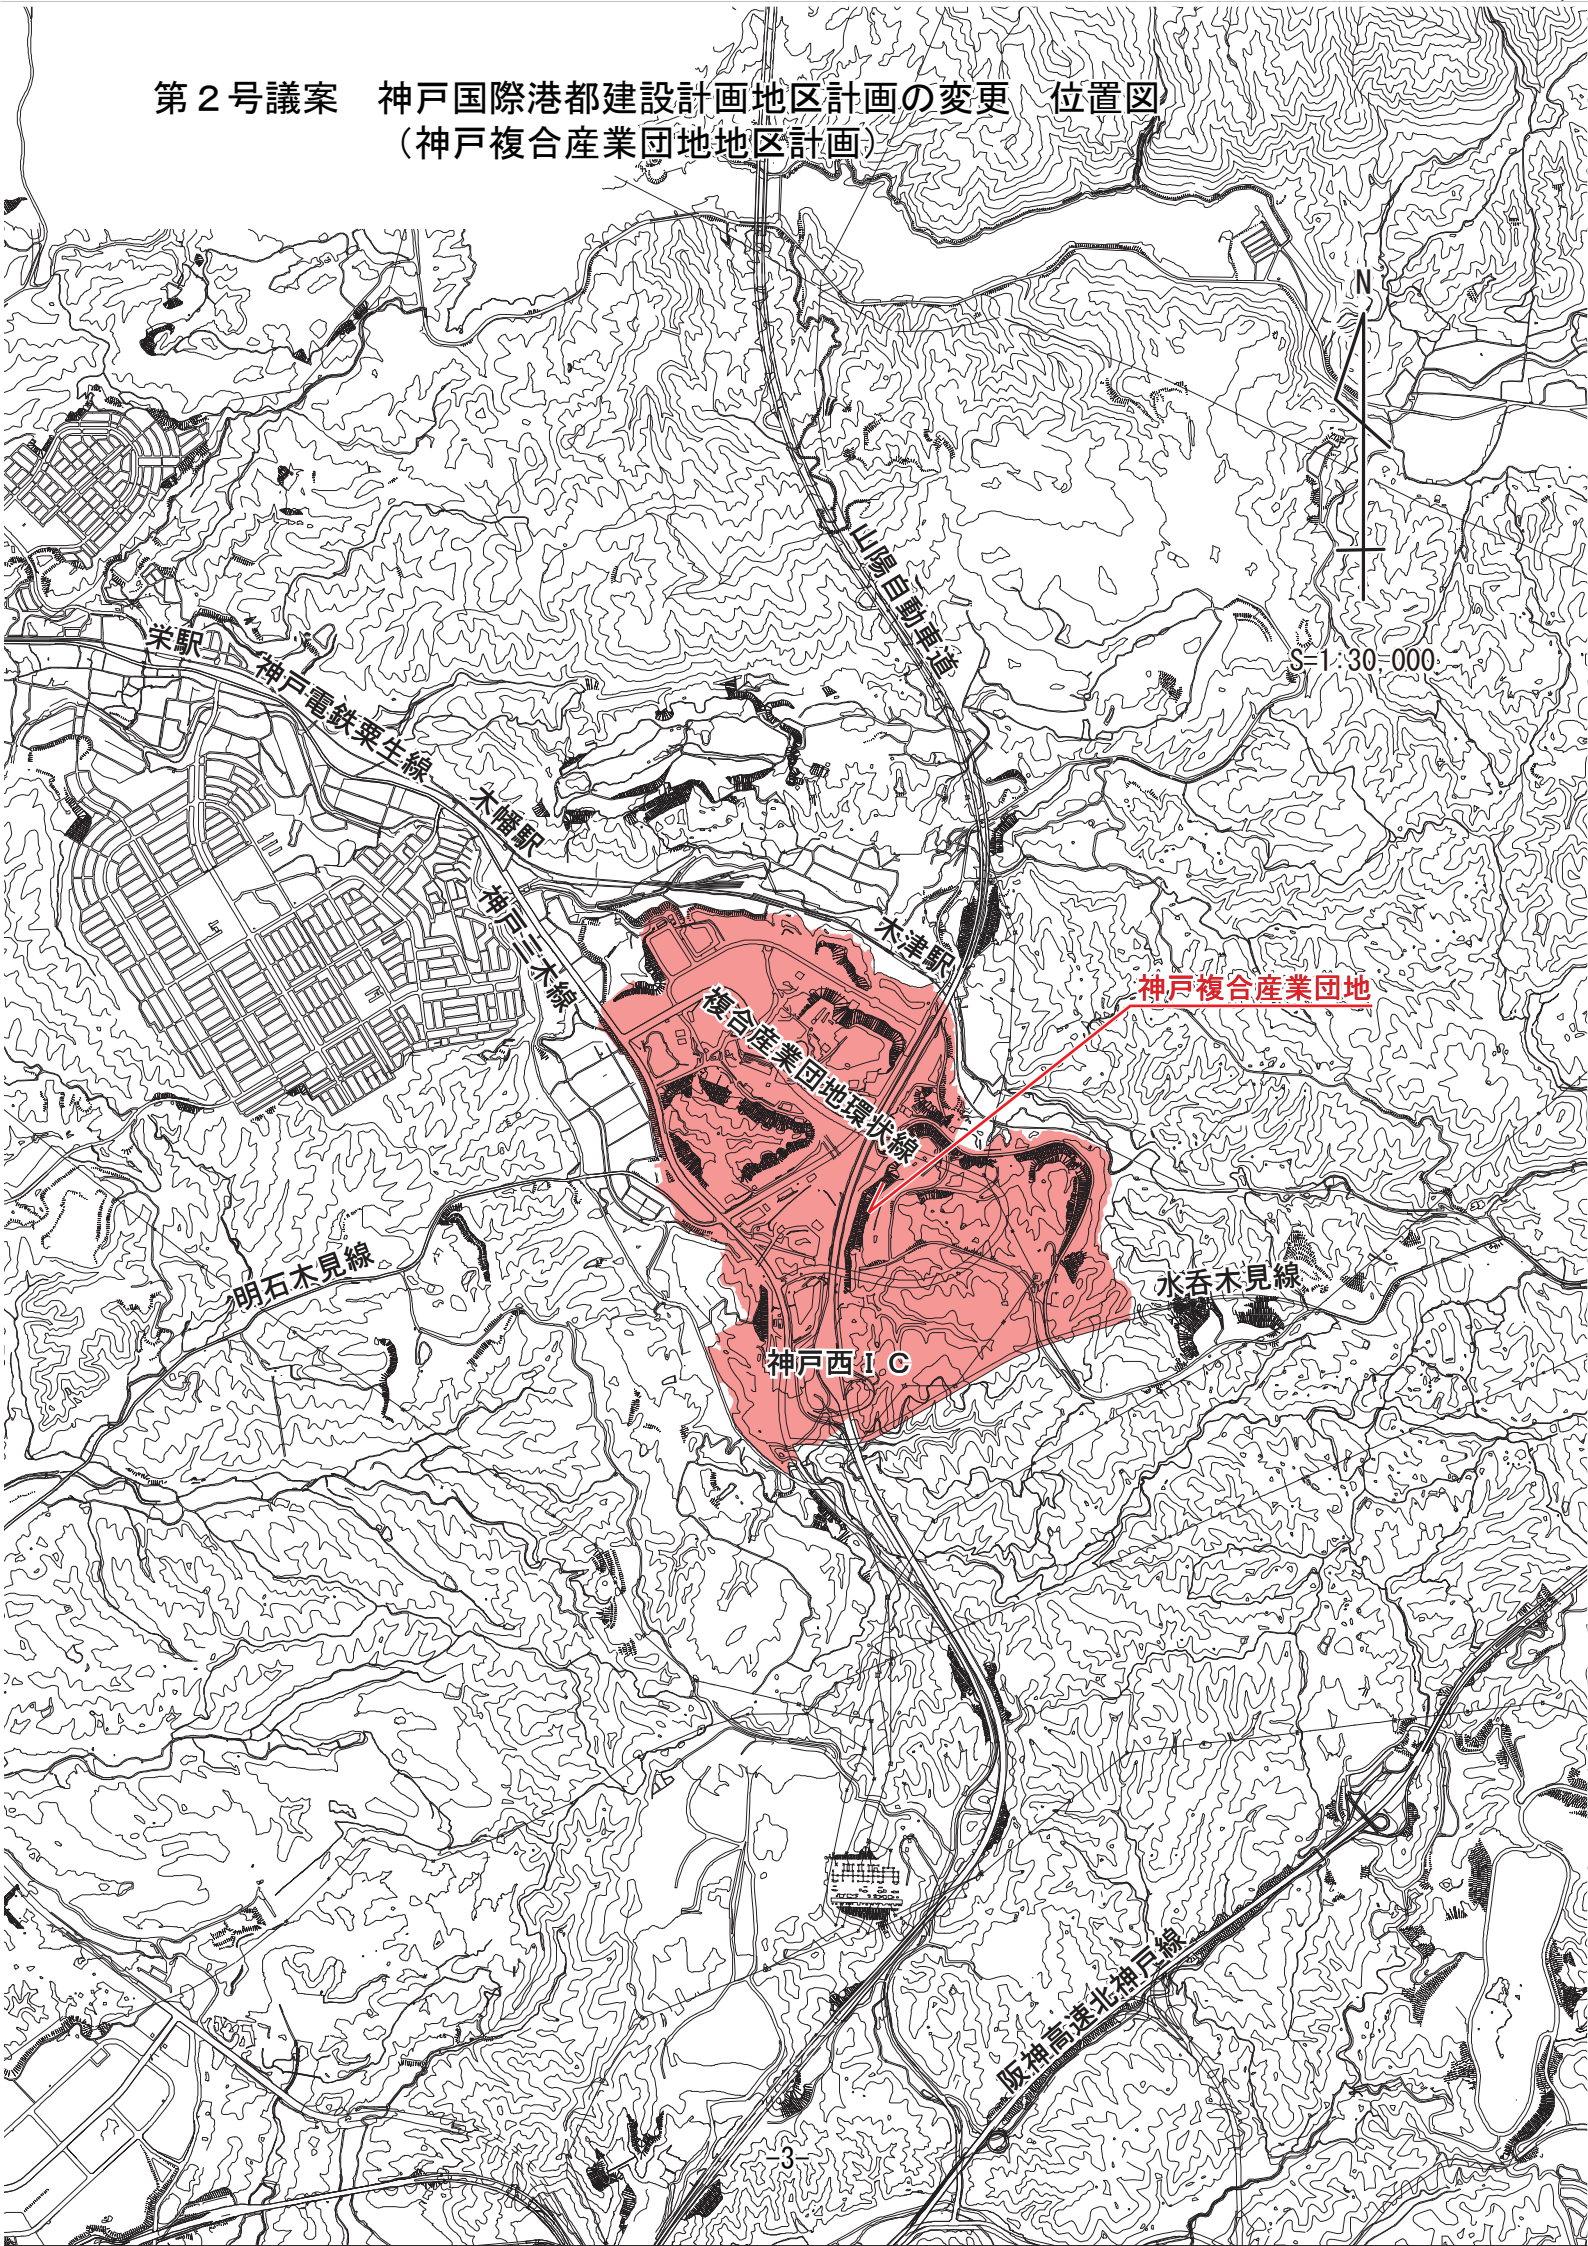 第２号議案　神戸国際港都建設計画地区計画の変更　位置図
（神戸複合産業団地地区計画）
N
S=1:30,000
山陽自動車道
栄駅
神戸電鉄粟生線
木幡駅
神戸三木線
木津駅
神戸複合産業団地
複合産業団地環状線
明石木見線
水呑木見線
神戸西ＩＣ
阪神高速北神戸線
-3-